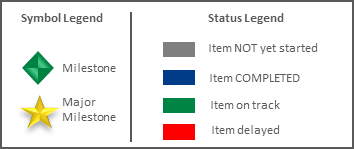 Symbol Legend
Milestone
Major
Milestone
Status Legend
Item NOT yet started
Item COMPLETED
Item on track
Item delayed